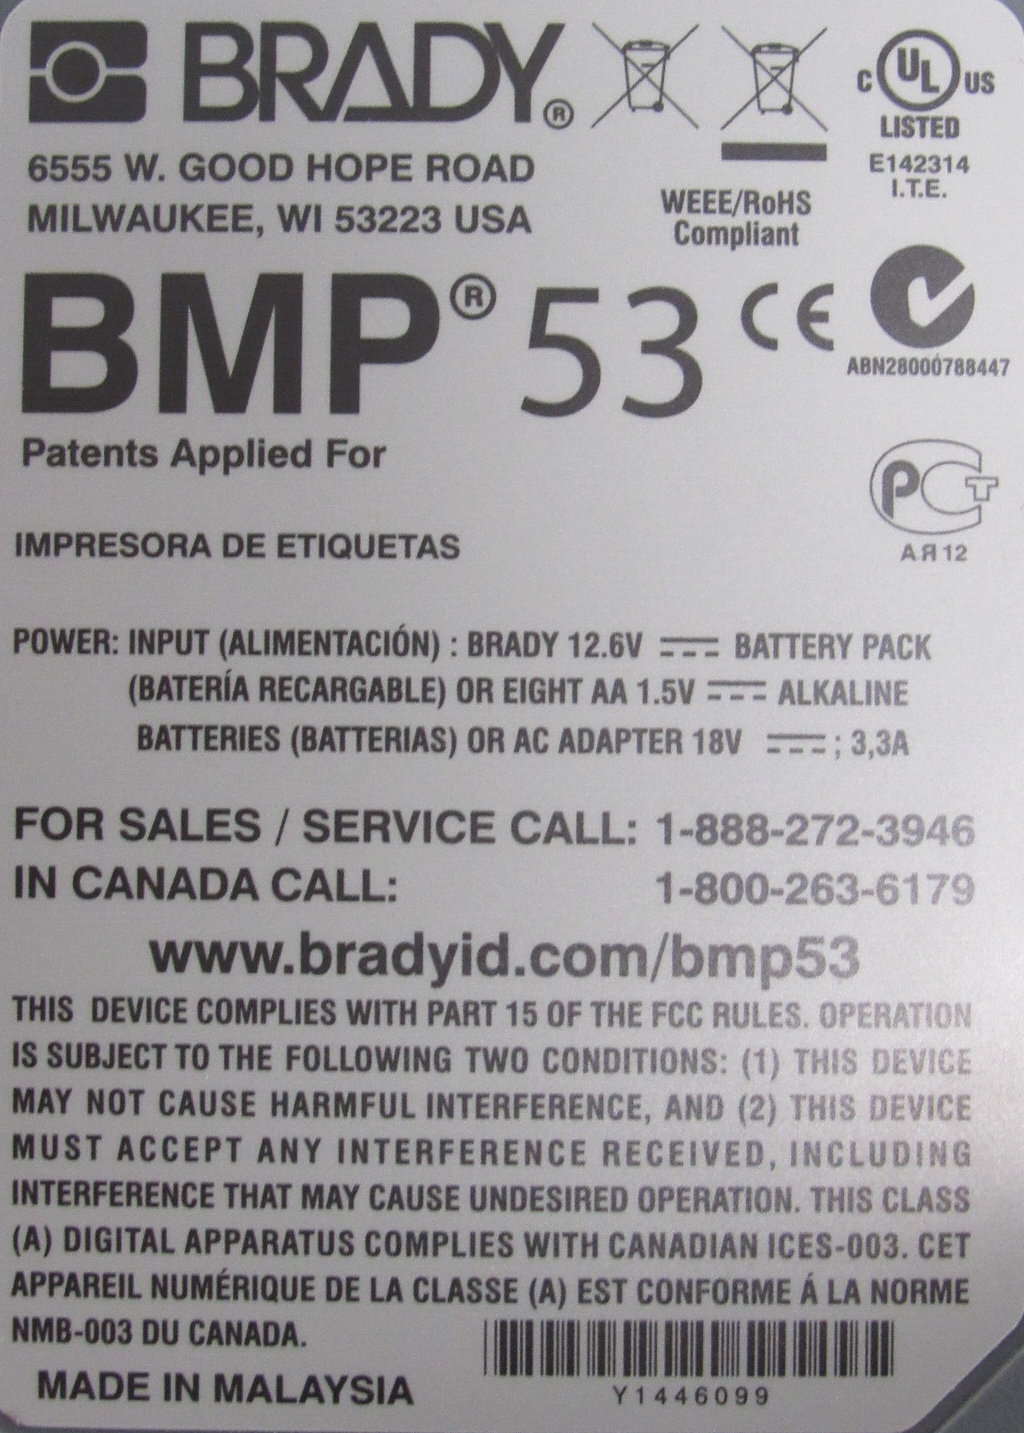 BRADY®
6555 W. GOOD HOPE ROAD
MILWAUKEE, WI 53223 USA
WEEE/RoHS
Compliant
C UL US
LISTED
E142314
I.T.E.
BMP® 53
CE
ABN28000788447
Patents Applied For
РСТ
АЯ12
IMPRESORA DE ETIQUETAS
POWER: INPUT (ALIMENTACIÓN) : BRADY 12.6V ⎓ BATTERY PACK
(BATERÍA RECARGABLE) OR EIGHT AA 1.5V ⎓ ALKALINE
BATTERIES (BATTERIAS) OR AC ADAPTER 18V ⎓; 3,3A
FOR SALES / SERVICE CALL: 1-888-272-3946
IN CANADA CALL: 1-800-263-6179
www.bradyid.com/bmp53
THIS DEVICE COMPLIES WITH PART 15 OF THE FCC RULES. OPERATION
IS SUBJECT TO THE FOLLOWING TWO CONDITIONS: (1) THIS DEVICE
MAY NOT CAUSE HARMFUL INTERFERENCE, AND (2) THIS DEVICE
MUST ACCEPT ANY INTERFERENCE RECEIVED, INCLUDING
INTERFERENCE THAT MAY CAUSE UNDESIRED OPERATION. THIS CLASS
(A) DIGITAL APPARATUS COMPLIES WITH CANADIAN ICES-003. CET
APPAREIL NUMÉRIQUE DE LA CLASSE (A) EST CONFORME Á LA NORME
NMB-003 DU CANADA.
Y1446099
MADE IN MALAYSIA